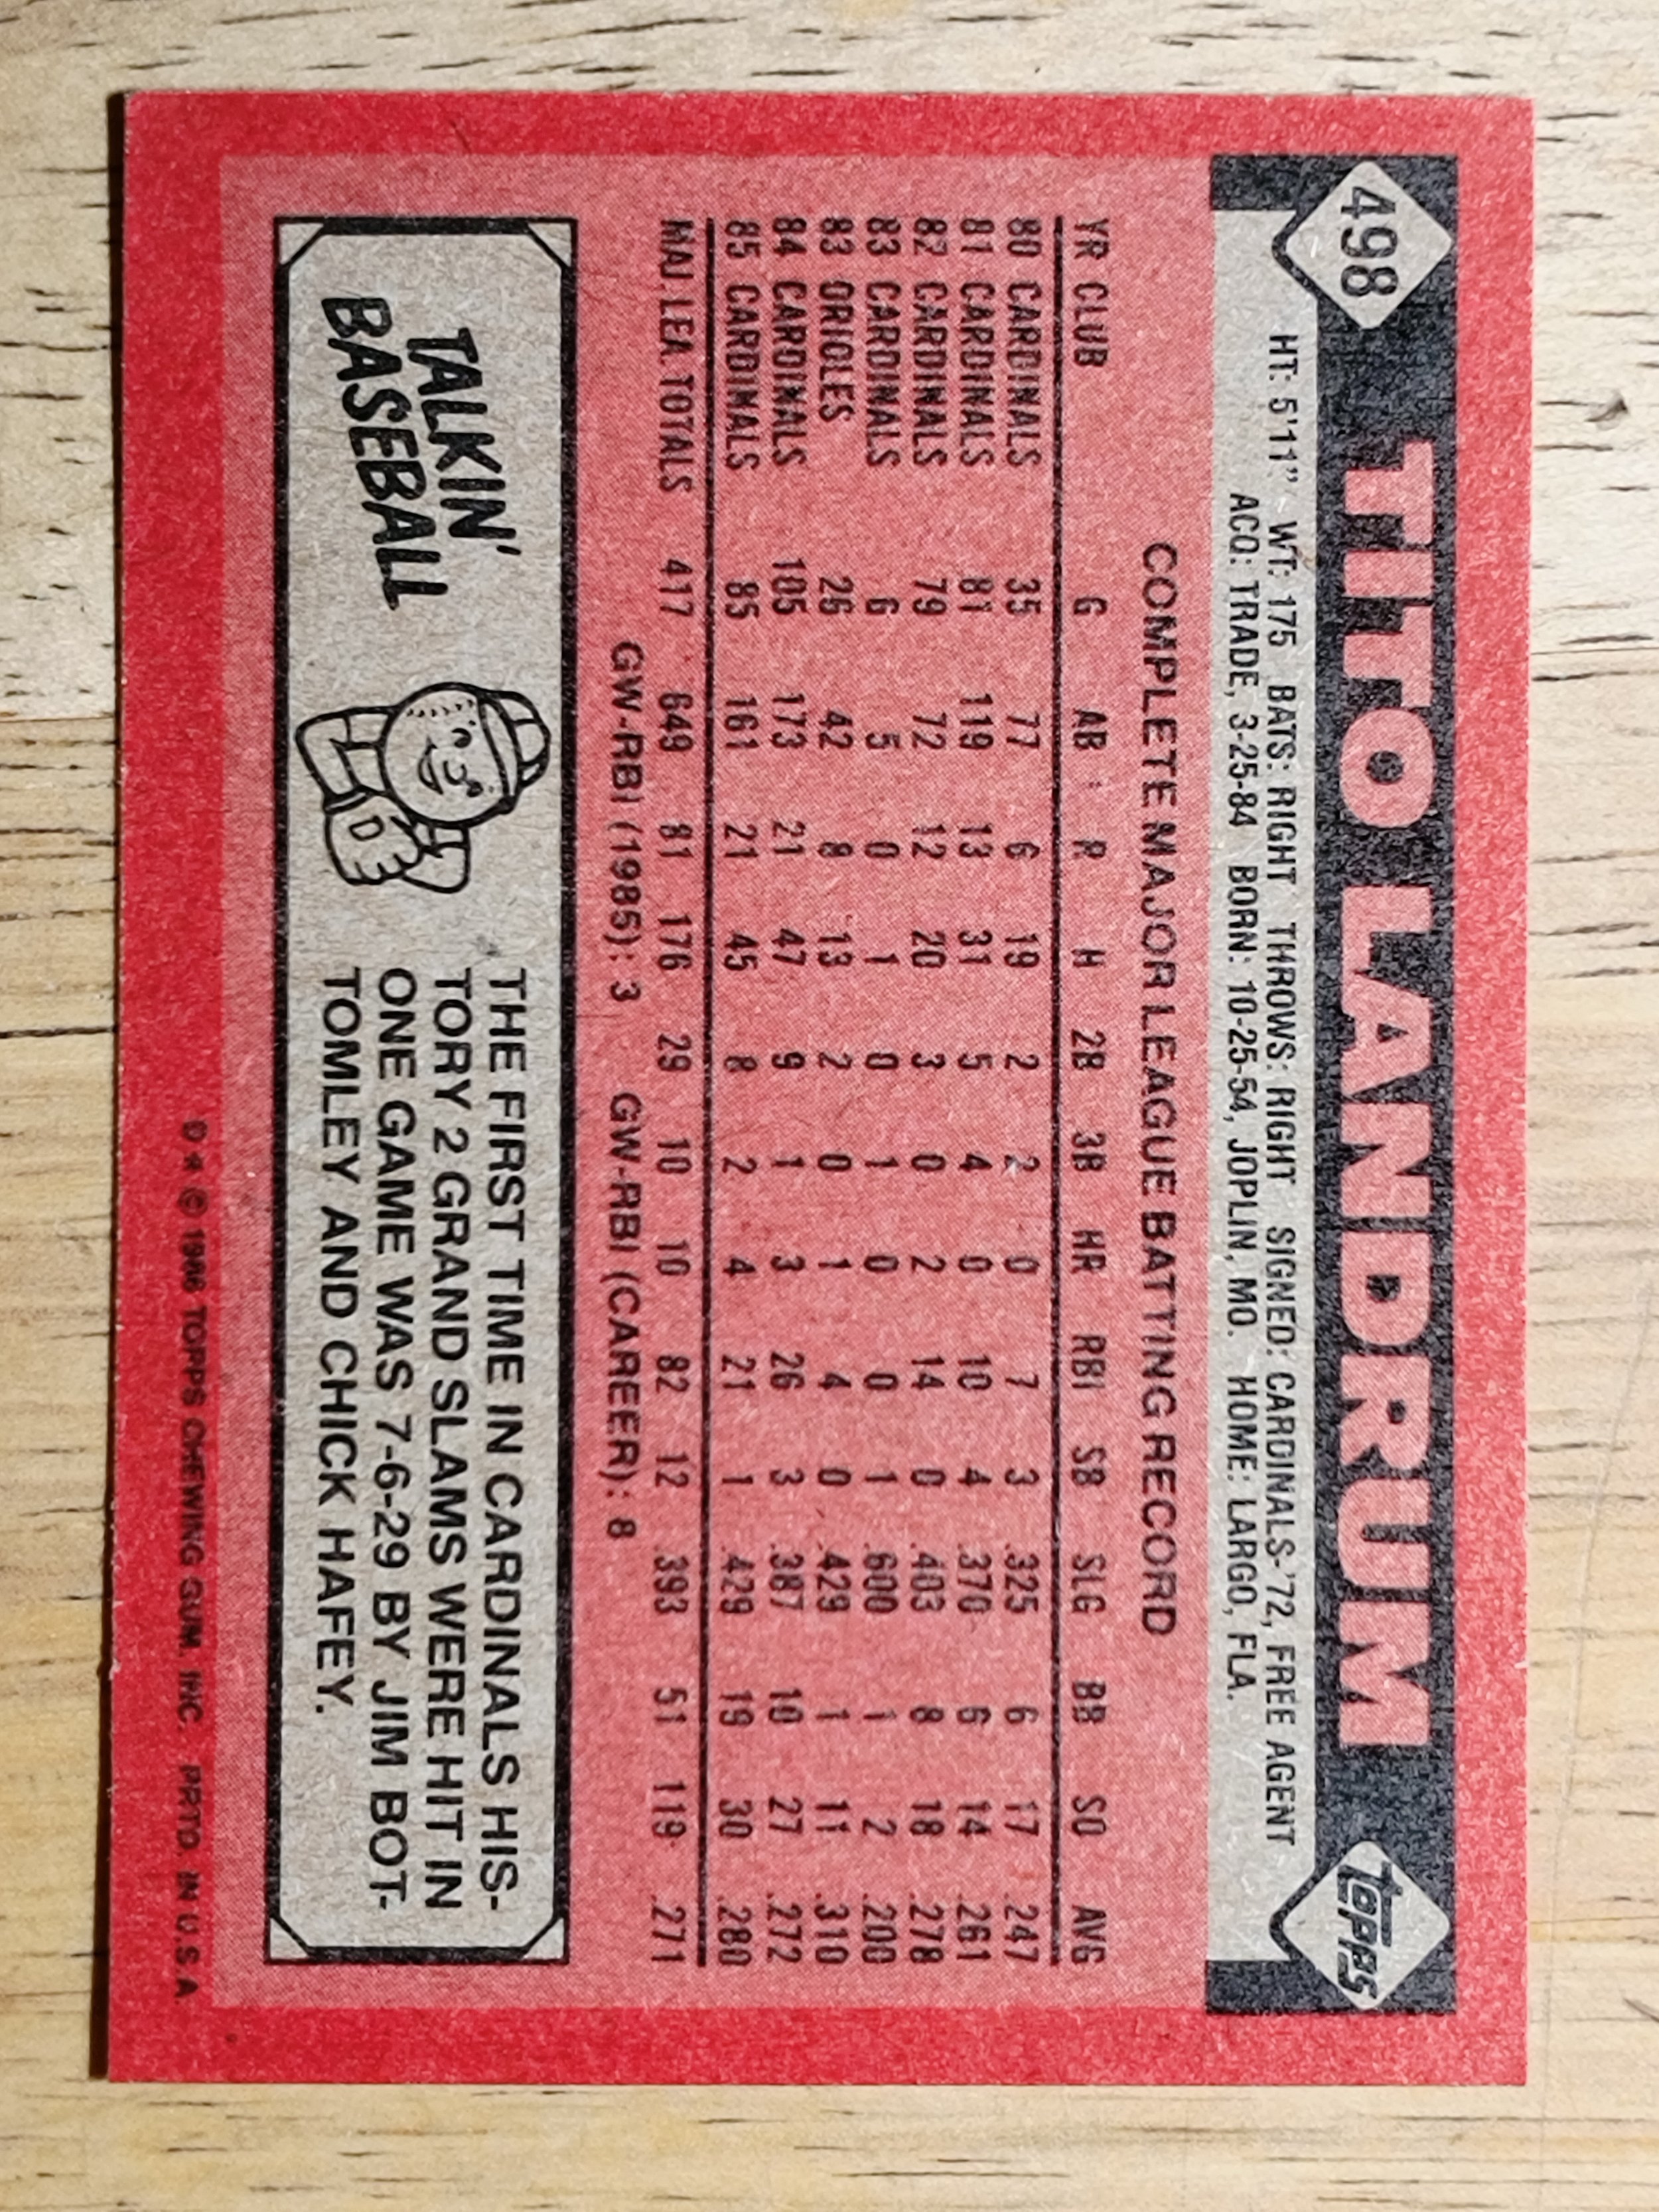 498
TITO LANDRUM
topps
HT: 5'11" WT: 175 BATS: RIGHT THROWS: RIGHT SIGNED: CARDINALS-'72, FREE AGENT
ACQ: TRADE, 3-25-84 BORN: 10-25-54, JOPLIN, MO. HOME: LARGO, FLA.
COMPLETE MAJOR LEAGUE BATTING RECORD
YR CLUB G AB R H 2B 3B HR RBI SB SLG BB SO AVG
80 CARDINALS 35 77 6 19 2 2 0 7 3 .325 6 17 .247
81 CARDINALS 81 119 13 31 5 4 0 10 4 .370 6 14 .261
82 CARDINALS 79 72 12 20 3 0 2 14 0 .403 8 18 .278
83 CARDINALS 6 5 0 1 0 1 0 0 1 .600 1 2 .200
83 ORIOLES 26 42 8 13 2 0 1 4 0 .429 1 11 .310
84 CARDINALS 105 173 21 47 9 1 3 26 3 .387 10 27 .272
85 CARDINALS 85 161 21 45 8 2 4 21 1 .429 19 30 .280
MAJ. LEA. TOTALS 417 649 81 176 29 10 10 82 12 .393 51 119 .271
GW-RBI (1985): 3 GW-RBI (CAREER): 8
TALKIN'
BASEBALL
THE FIRST TIME IN CARDINALS HIS-
TORY 2 GRAND SLAMS WERE HIT IN
ONE GAME WAS 7-6-29 BY JIM BOT-
TOMLEY AND CHICK HAFEY.
D * © 1986 TOPPS CHEWING GUM, INC. PRTD. IN U.S.A.